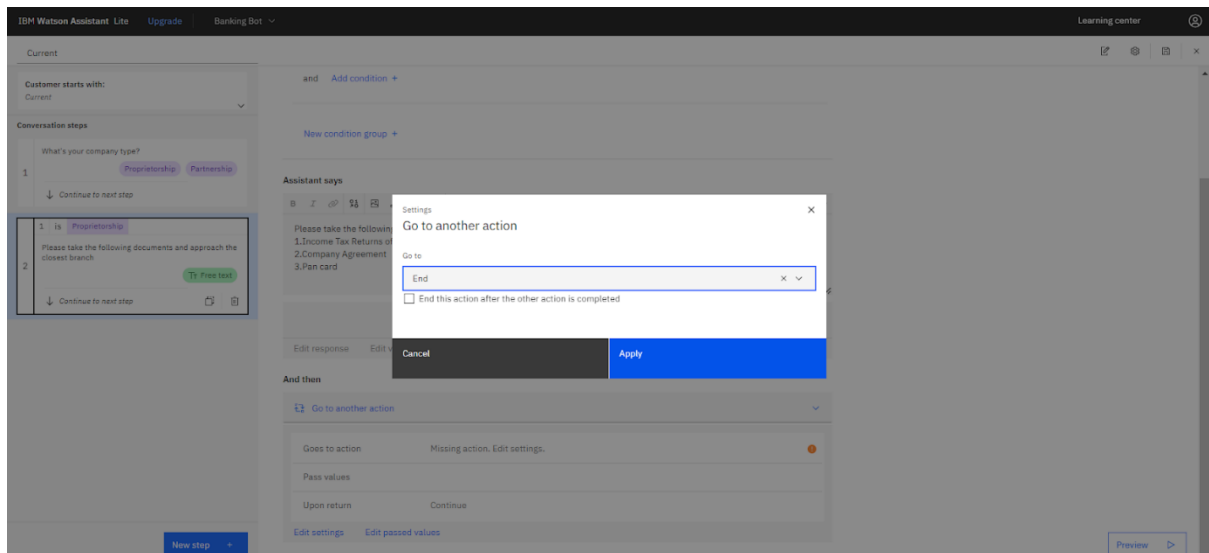 IBM Watson Assistant Lite Upgrade Banking Bot Learning center
Current
Customer starts with:
Current
Conversation steps
1
What's your company type?
Proprietorship Partnership
Continue to next step
2
1 is Proprietorship
Please take the following documents and approach the
closest branch
Free text
Continue to next step
New step +
and Add condition +
New condition group +
Assistant says
B I
Please take the following
1.Income Tax Returns of
2.Company Agreement
3.Pan card
Edit response Edit v
And then
Go to another action
Goes to action Missing action. Edit settings.
Pass values
Upon return Continue
Edit settings Edit passed values
Settings
Go to another action
Go to
End
End this action after the other action is completed
Cancel Apply
Preview